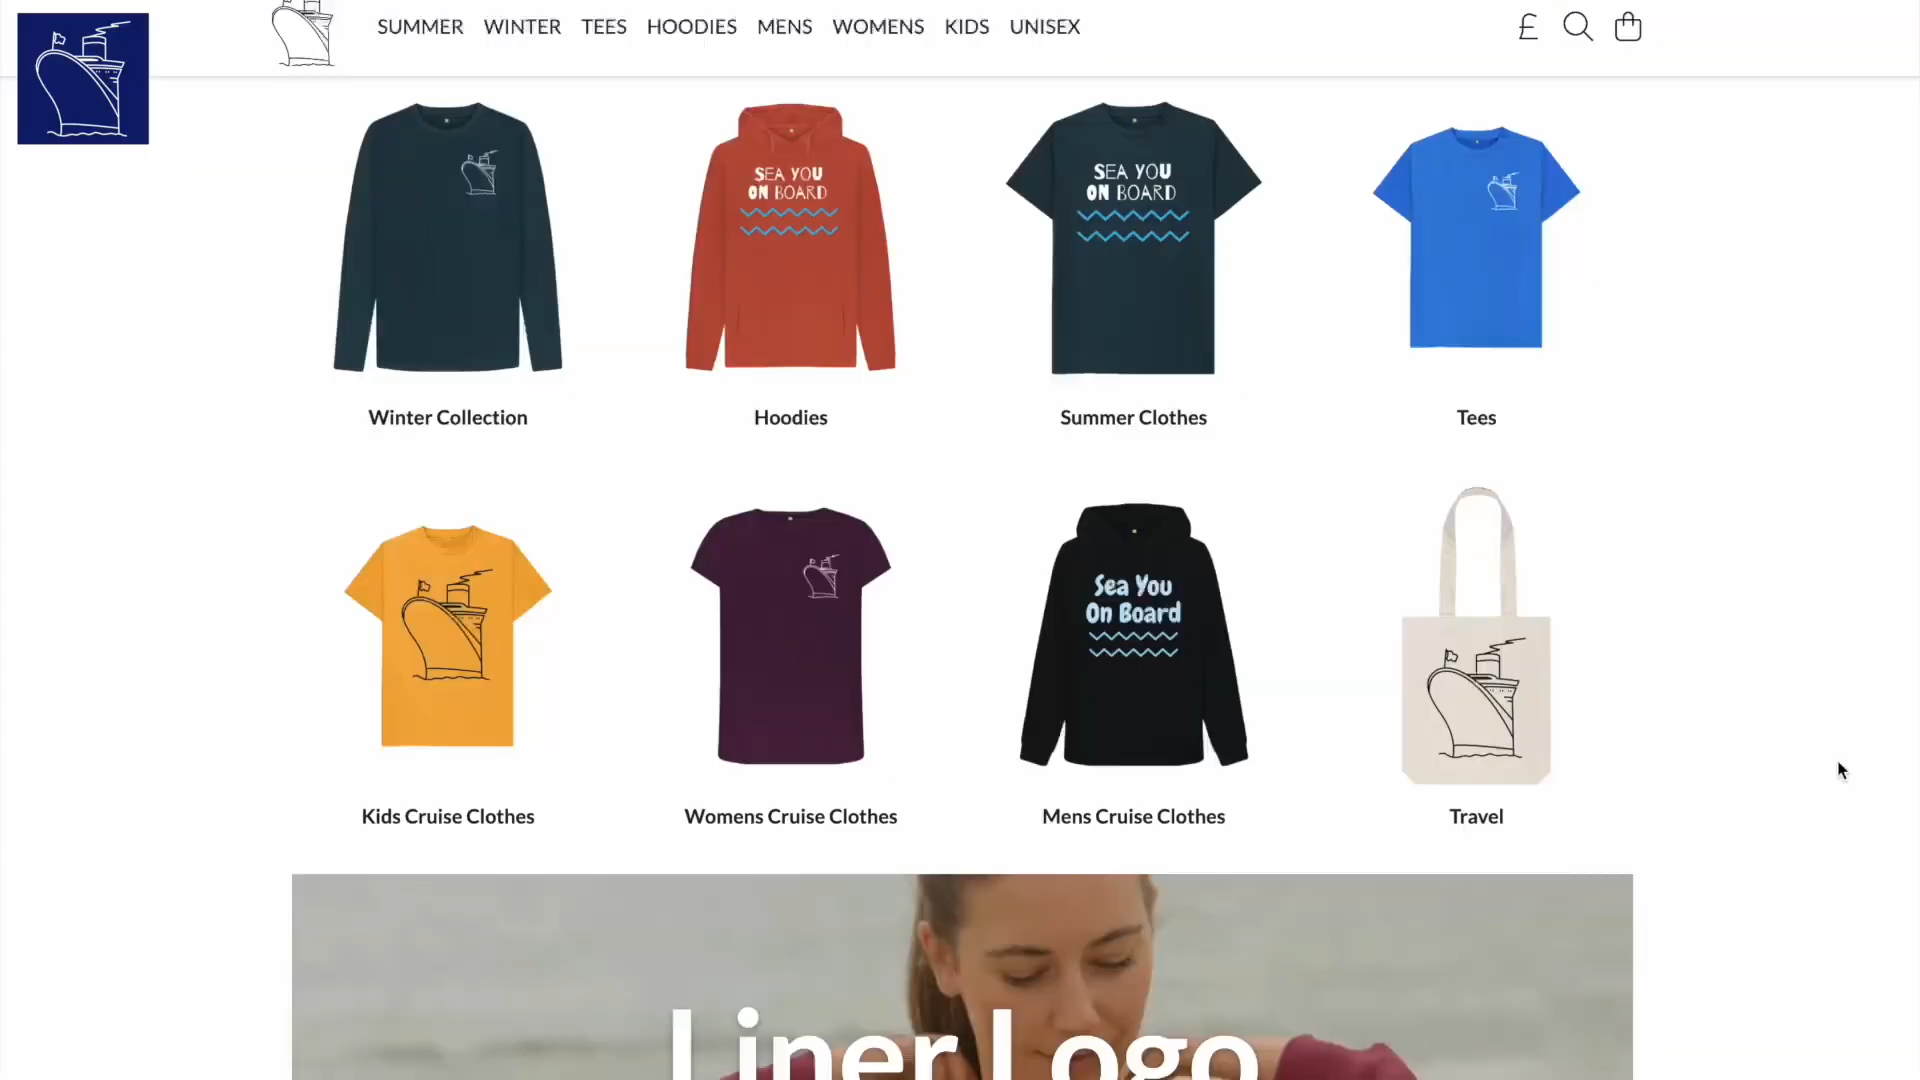 SUMMER WINTER TEES HOODIES MENS WOMENS KIDS UNISEX £
SEA YOU
ON BOARD
SEA YOU
ON BOARD
Winter Collection
Hoodies
Summer Clothes
Tees
Sea You
On Board
Kids Cruise Clothes
Womens Cruise Clothes
Mens Cruise Clothes
Travel
Liner Logo